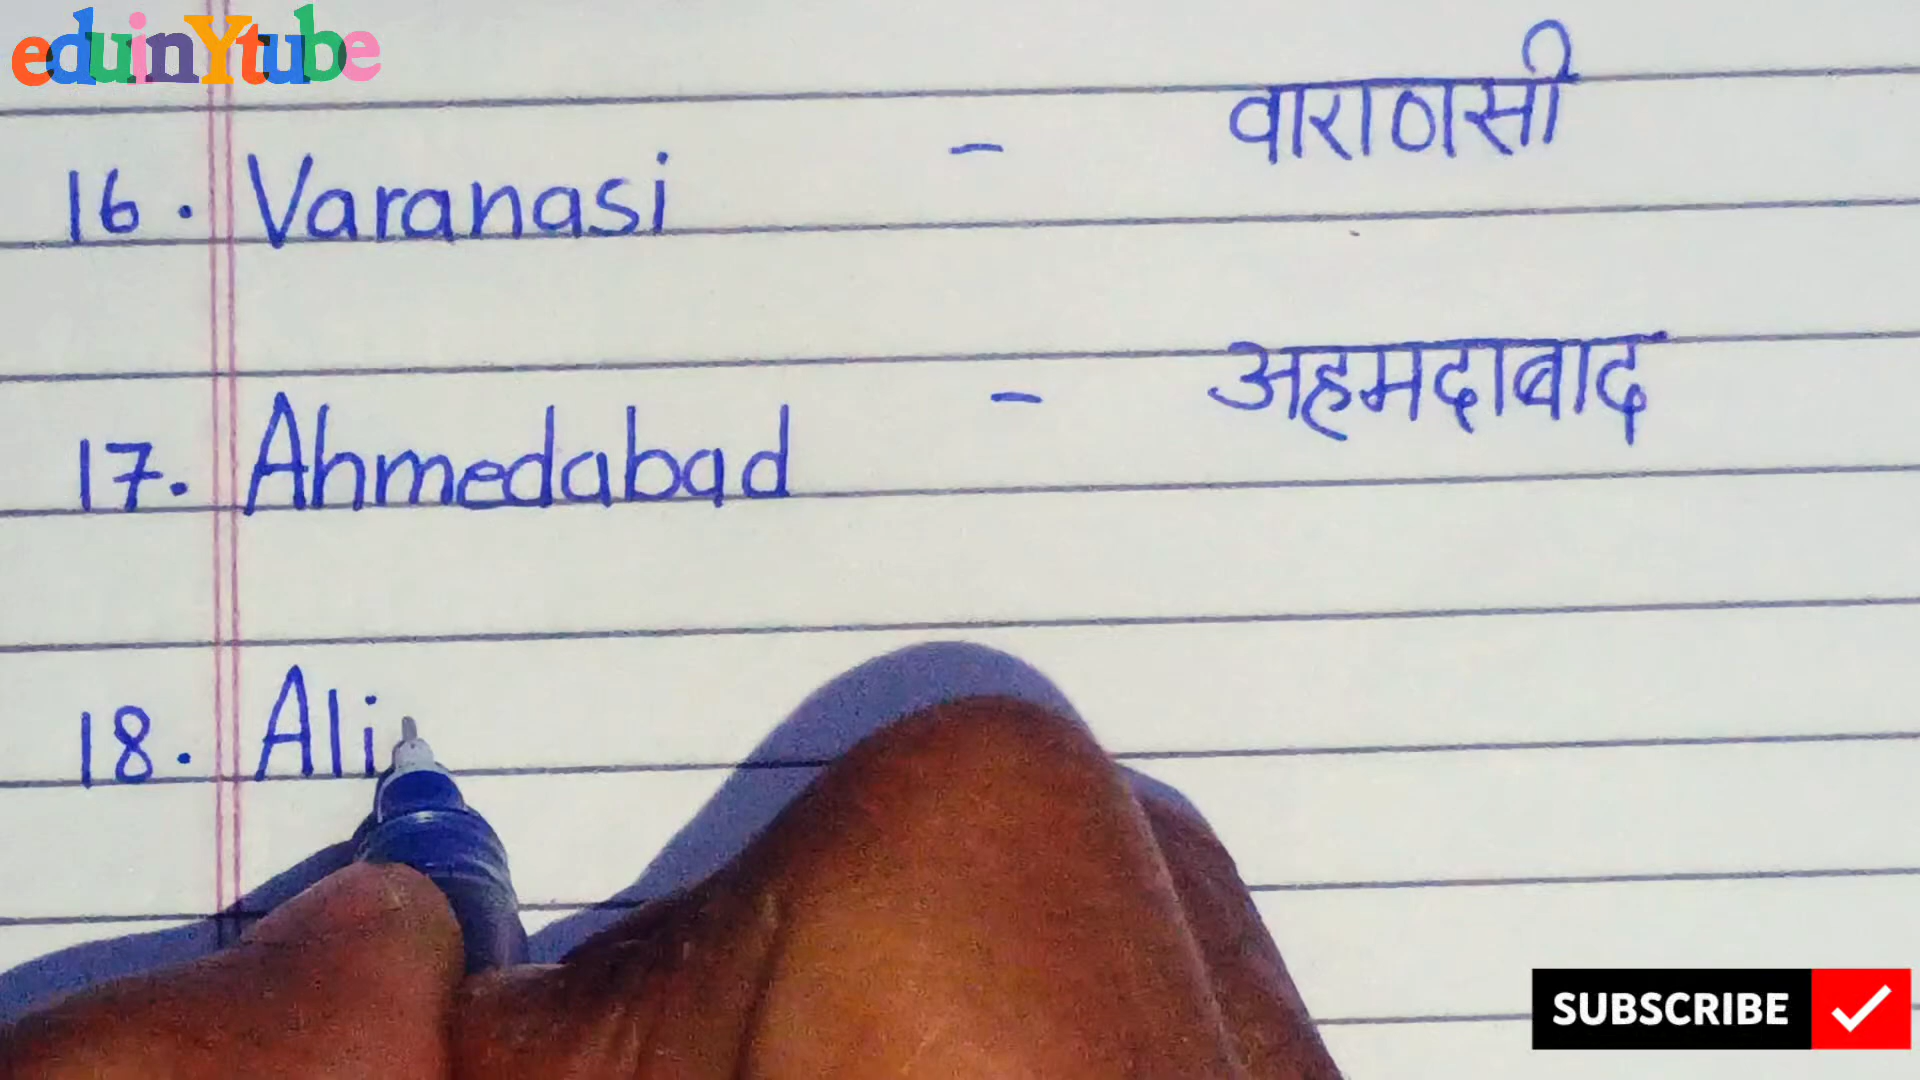 eduinYtube
16. Varanasi - वाराणसी
17. Ahmedabad - अहमदाबाद
18. Ali
SUBSCRIBE